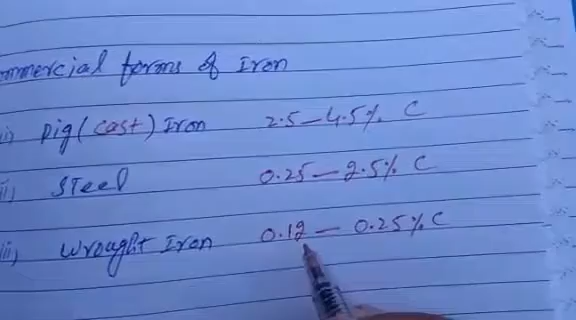 ommercial forms of Iron
i) Pig (cast) Iron 2.5 – 4.5% C
ii) Steel 0.25 – 2.5% C
iii) Wrought Iron 0.12 – 0.25% C